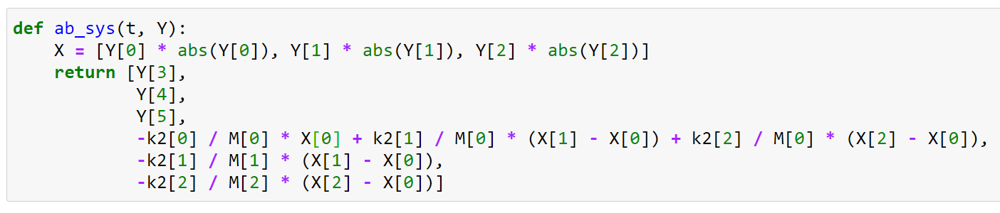 def ab_sys(t, Y):
    X = [Y[0] * abs(Y[0]), Y[1] * abs(Y[1]), Y[2] * abs(Y[2])]
    return [Y[3],
            Y[4],
            Y[5],
            -k2[0] / M[0] * X[0] + k2[1] / M[0] * (X[1] - X[0]) + k2[2] / M[0] * (X[2] - X[0]),
            -k2[1] / M[1] * (X[1] - X[0]),
            -k2[2] / M[2] * (X[2] - X[0])]